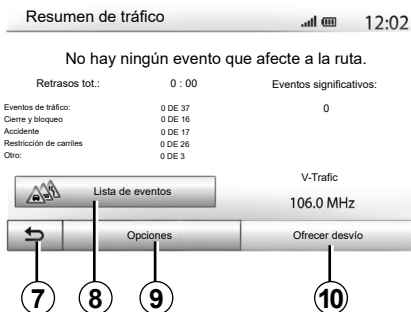 Resumen de tráfico 12:02
No hay ningún evento que afecte a la ruta.
Retrasos tot.: 0 : 00 Eventos significativos:
0
Eventos de tráfico: 0 DE 37
Cierre y bloqueo 0 DE 16
Accidente 0 DE 17
Restricción de carriles 0 DE 26
Otro: 0 DE 3
Lista de eventos V-Trafic
106.0 MHz
Opciones Ofrecer desvío
7 8 9 10